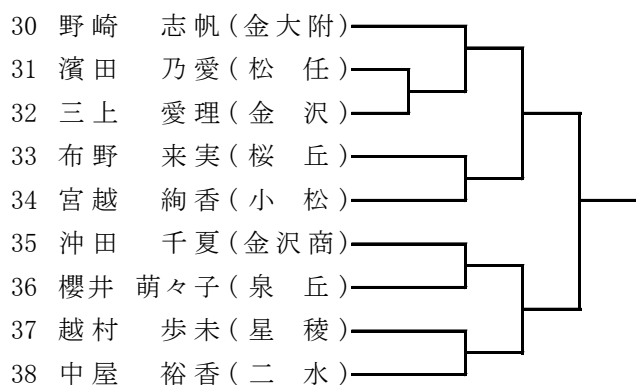 30 野崎 志帆(金大附)
31 濱田 乃愛(松 任)
32 三上 愛理(金 沢)
33 布野 来実(桜 丘)
34 宮越 絢香(小 松)
35 沖田 千夏(金沢商)
36 櫻井 萌々子(泉 丘)
37 越村 歩未(星 稜)
38 中屋 裕香(二 水)